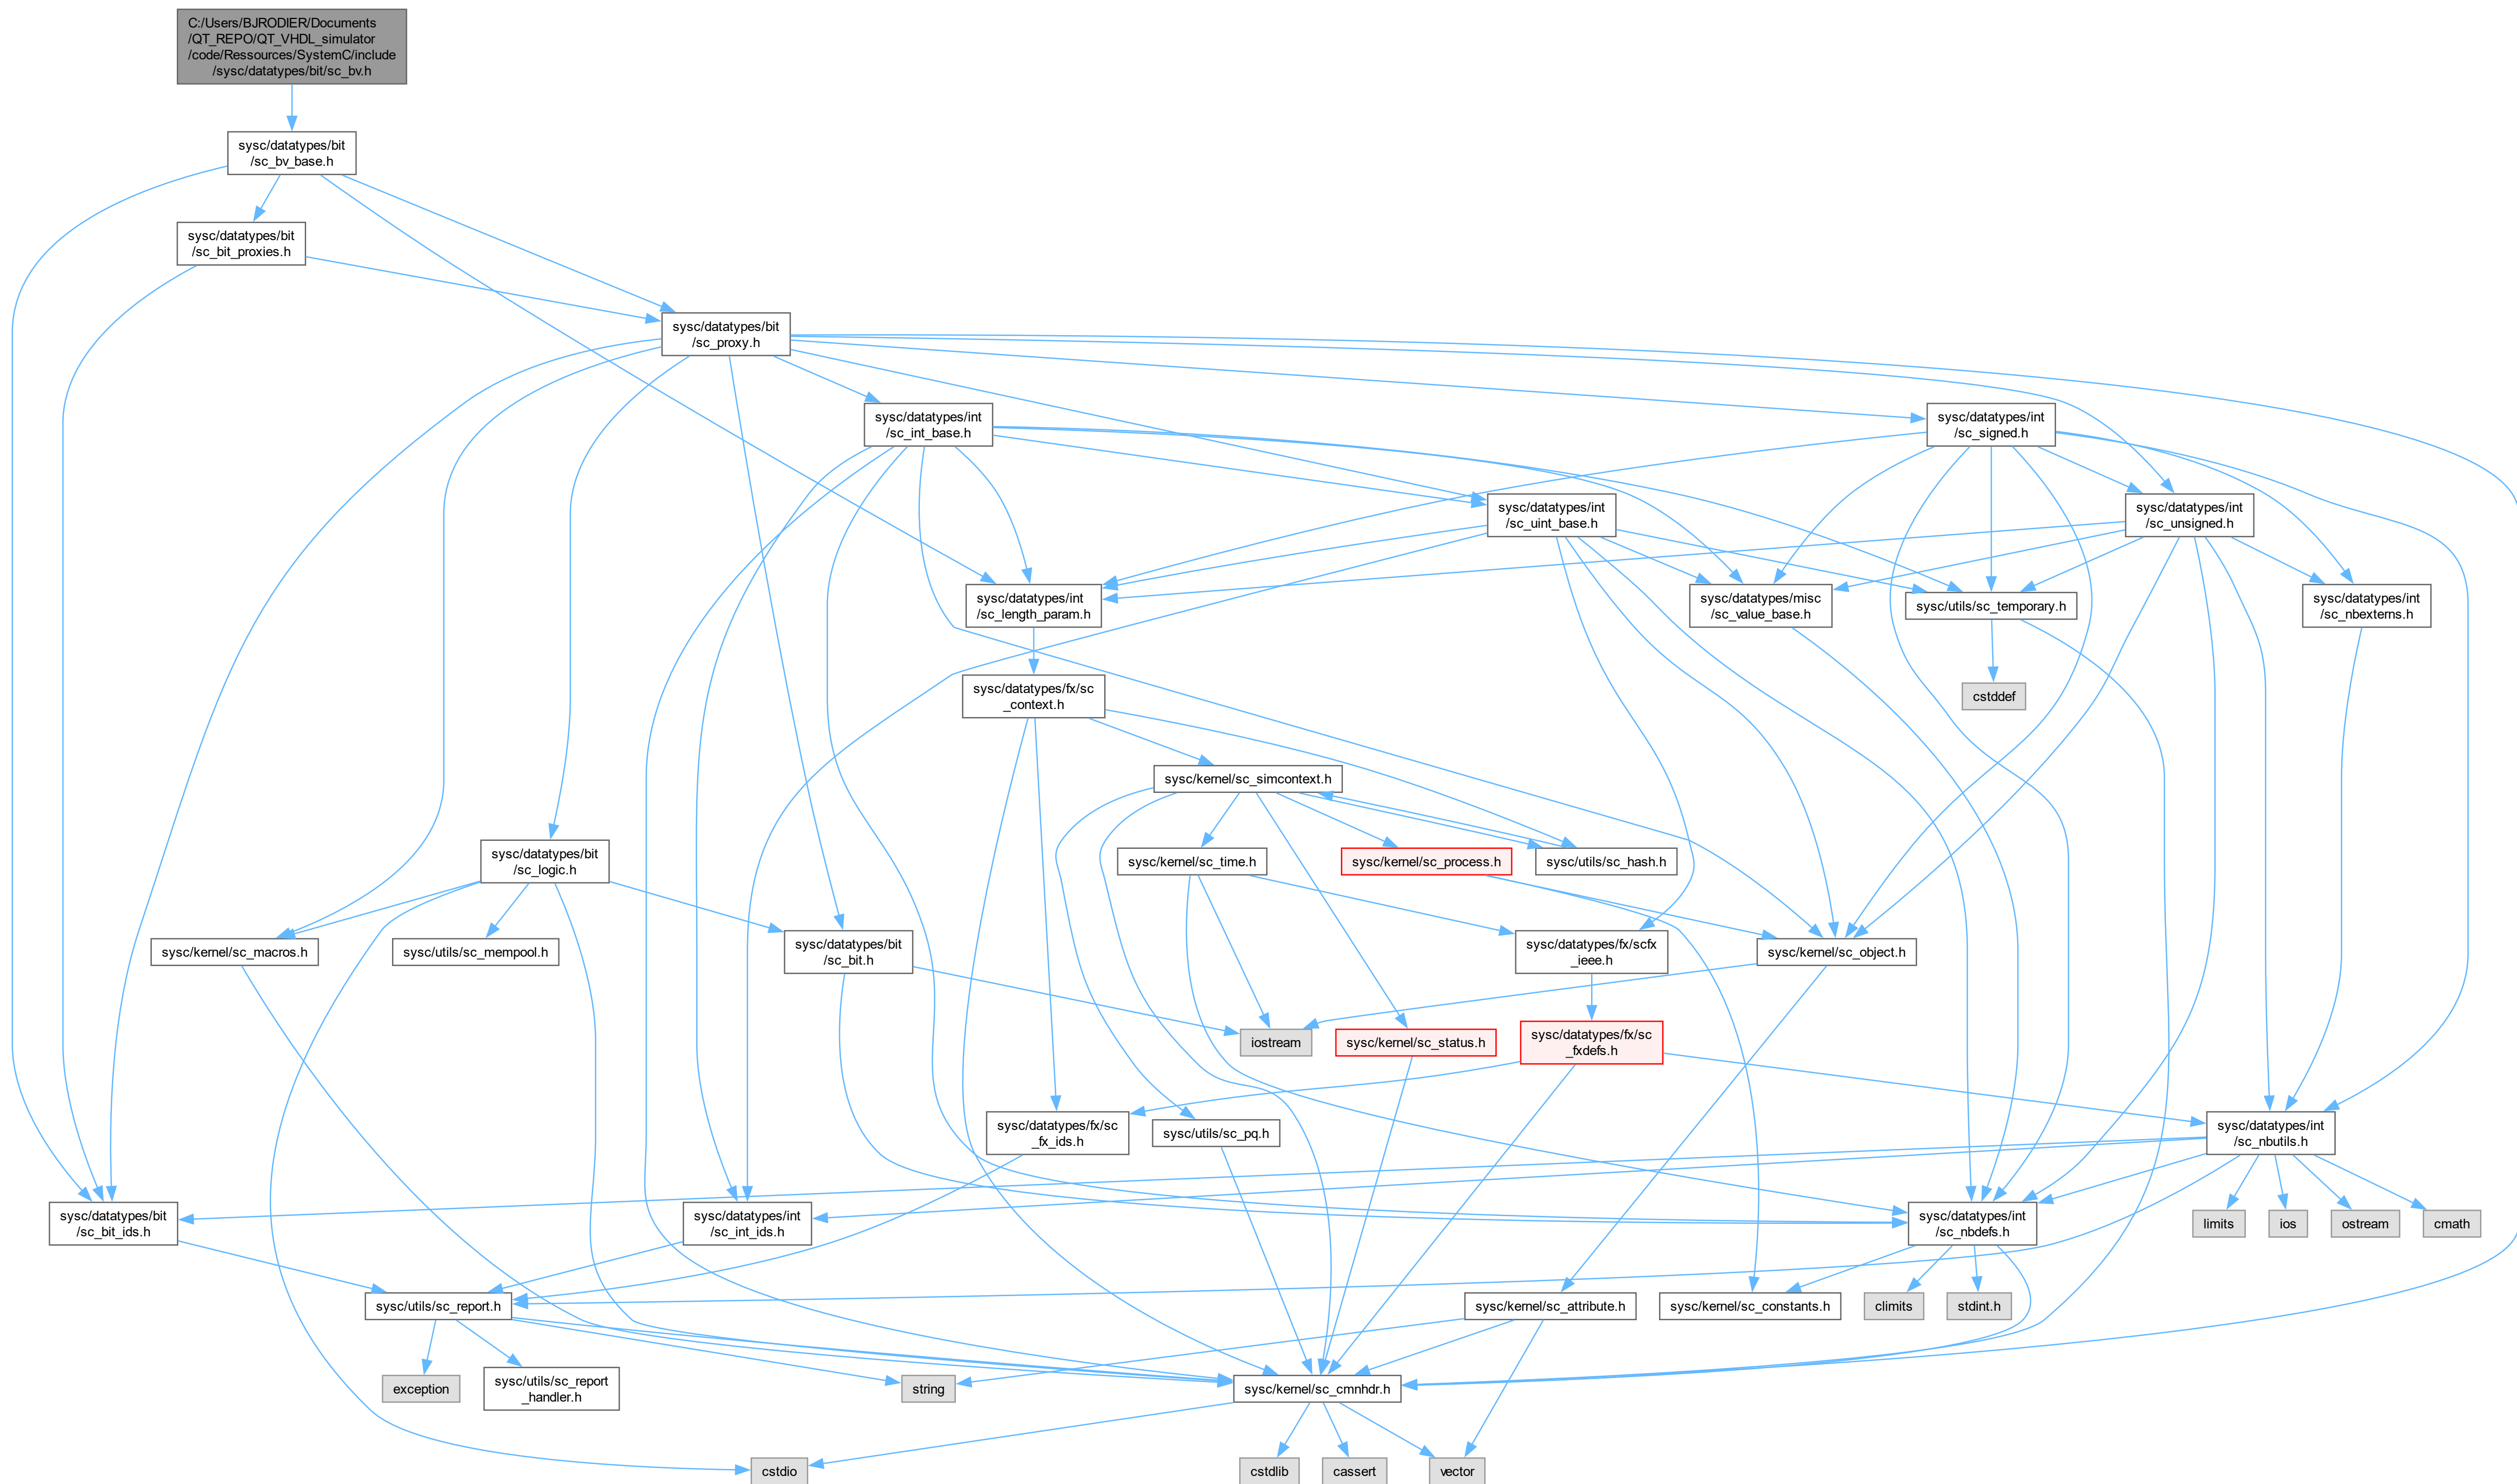 C:/Users/BJRODIER/Documents
/QT_REPO/QT_VHDL_simulator
/code/Ressources/SystemC/include
/sysc/datatypes/bit/sc_bv.h
sysc/datatypes/bit
/sc_bv_base.h
sysc/datatypes/bit
/sc_bit_proxies.h
sysc/datatypes/bit
/sc_proxy.h
sysc/datatypes/int
/sc_int_base.h
sysc/datatypes/int
/sc_signed.h
sysc/datatypes/int
/sc_uint_base.h
sysc/datatypes/int
/sc_unsigned.h
sysc/datatypes/int
/sc_length_param.h
sysc/datatypes/misc
/sc_value_base.h
sysc/utils/sc_temporary.h
sysc/datatypes/int
/sc_nbexterns.h
sysc/datatypes/fx/sc
_context.h
cstddef
sysc/kernel/sc_simcontext.h
sysc/datatypes/bit
/sc_logic.h
sysc/kernel/sc_time.h
sysc/kernel/sc_process.h
sysc/utils/sc_hash.h
sysc/kernel/sc_macros.h
sysc/utils/sc_mempool.h
sysc/datatypes/bit
/sc_bit.h
sysc/datatypes/fx/scfx
_ieee.h
sysc/kernel/sc_object.h
iostream
sysc/kernel/sc_status.h
sysc/datatypes/fx/sc
_fxdefs.h
sysc/datatypes/fx/sc
_fx_ids.h
sysc/utils/sc_pq.h
sysc/datatypes/int
/sc_nbutils.h
sysc/datatypes/bit
/sc_bit_ids.h
sysc/datatypes/int
/sc_int_ids.h
sysc/datatypes/int
/sc_nbdefs.h
limits
ios
ostream
cmath
sysc/utils/sc_report.h
sysc/kernel/sc_attribute.h
sysc/kernel/sc_constants.h
climits
stdint.h
exception
sysc/utils/sc_report
_handler.h
string
sysc/kernel/sc_cmnhdr.h
cstdio
cstdlib
cassert
vector